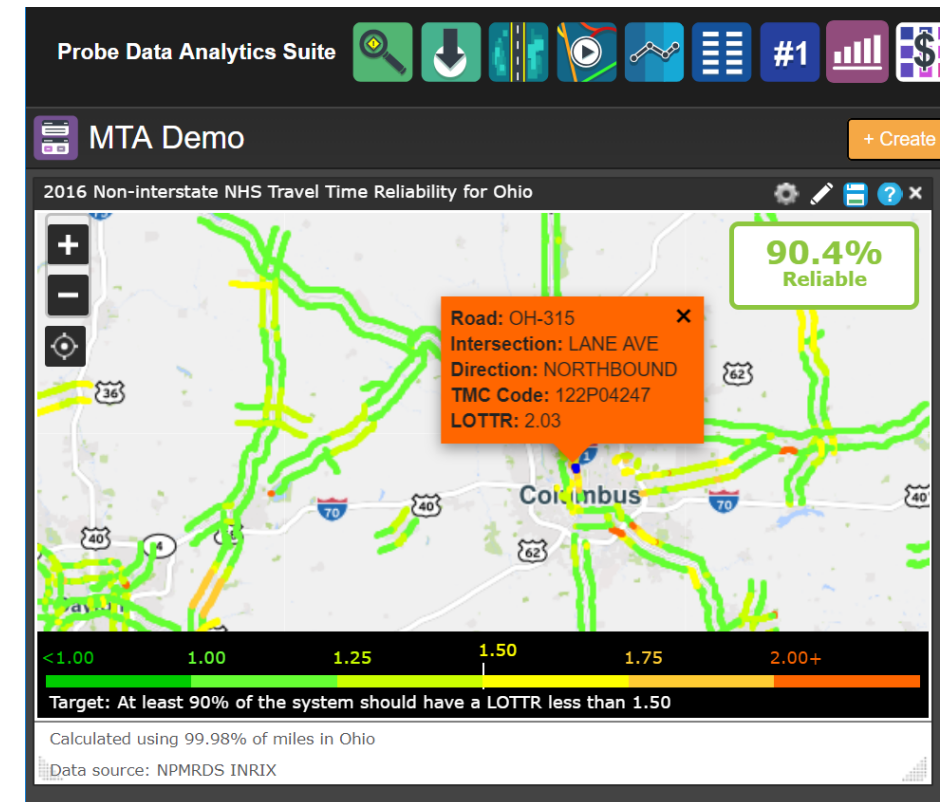 Probe Data Analytics Suite
#1
$
MTA Demo
+ Create
2016 Non-interstate NHS Travel Time Reliability for Ohio
?
×
+
−
90.4%
Reliable
Road: OH-315
×
Intersection: LANE AVE
Direction: NORTHBOUND
TMC Code: 122P04247
LOTTR: 2.03
62
36
Columbus
70
40
70
40
40
4
62
<1.00 1.00 1.25 1.50 1.75 2.00+
Target: At least 90% of the system should have a LOTTR less than 1.50
Calculated using 99.98% of miles in Ohio
Data source: NPMRDS INRIX